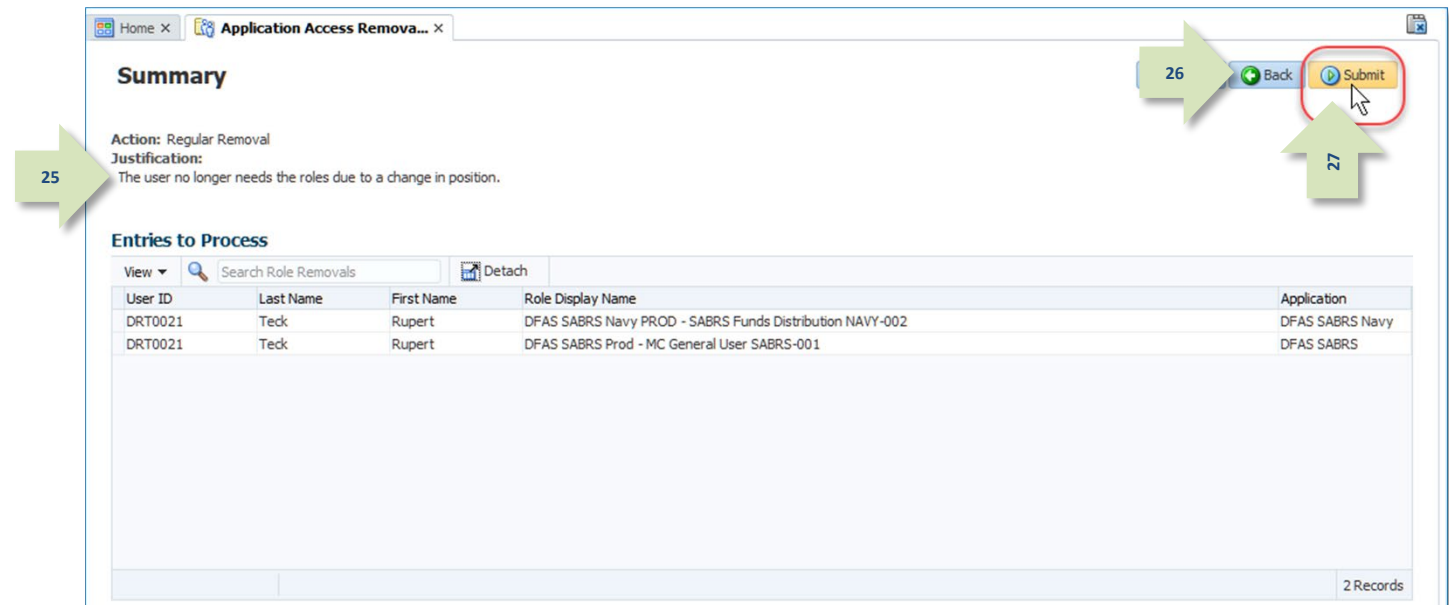 Home × Application Access Remova... ×
Summary
26
Back
Submit
27
Action: Regular Removal
Justification:
25
The user no longer needs the roles due to a change in position.
Entries to Process
View Search Role Removals Detach
User ID Last Name First Name Role Display Name Application
DRT0021 Teck Rupert DFAS SABRS Navy PROD - SABRS Funds Distribution NAVY-002 DFAS SABRS Navy
DRT0021 Teck Rupert DFAS SABRS Prod - MC General User SABRS-001 DFAS SABRS
2 Records